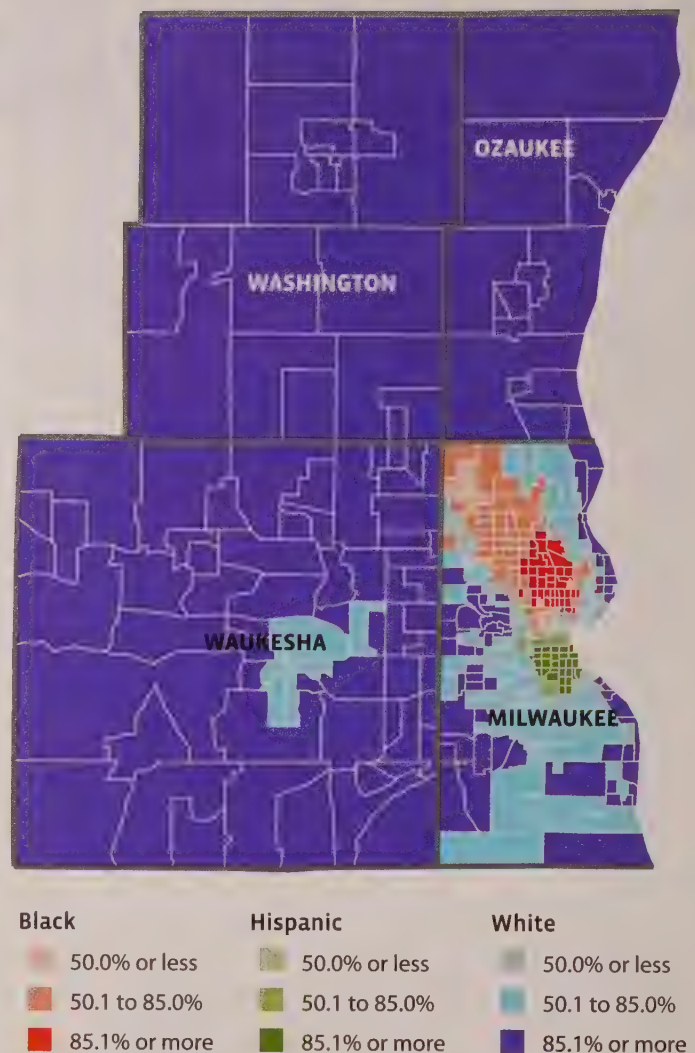 OZAUKEE
WASHINGTON
WAUKESHA
MILWAUKEE
Black
50.0% or less
50.1 to 85.0%
85.1% or more
Hispanic
50.0% or less
50.1 to 85.0%
85.1% or more
White
50.0% or less
50.1 to 85.0%
85.1% or more